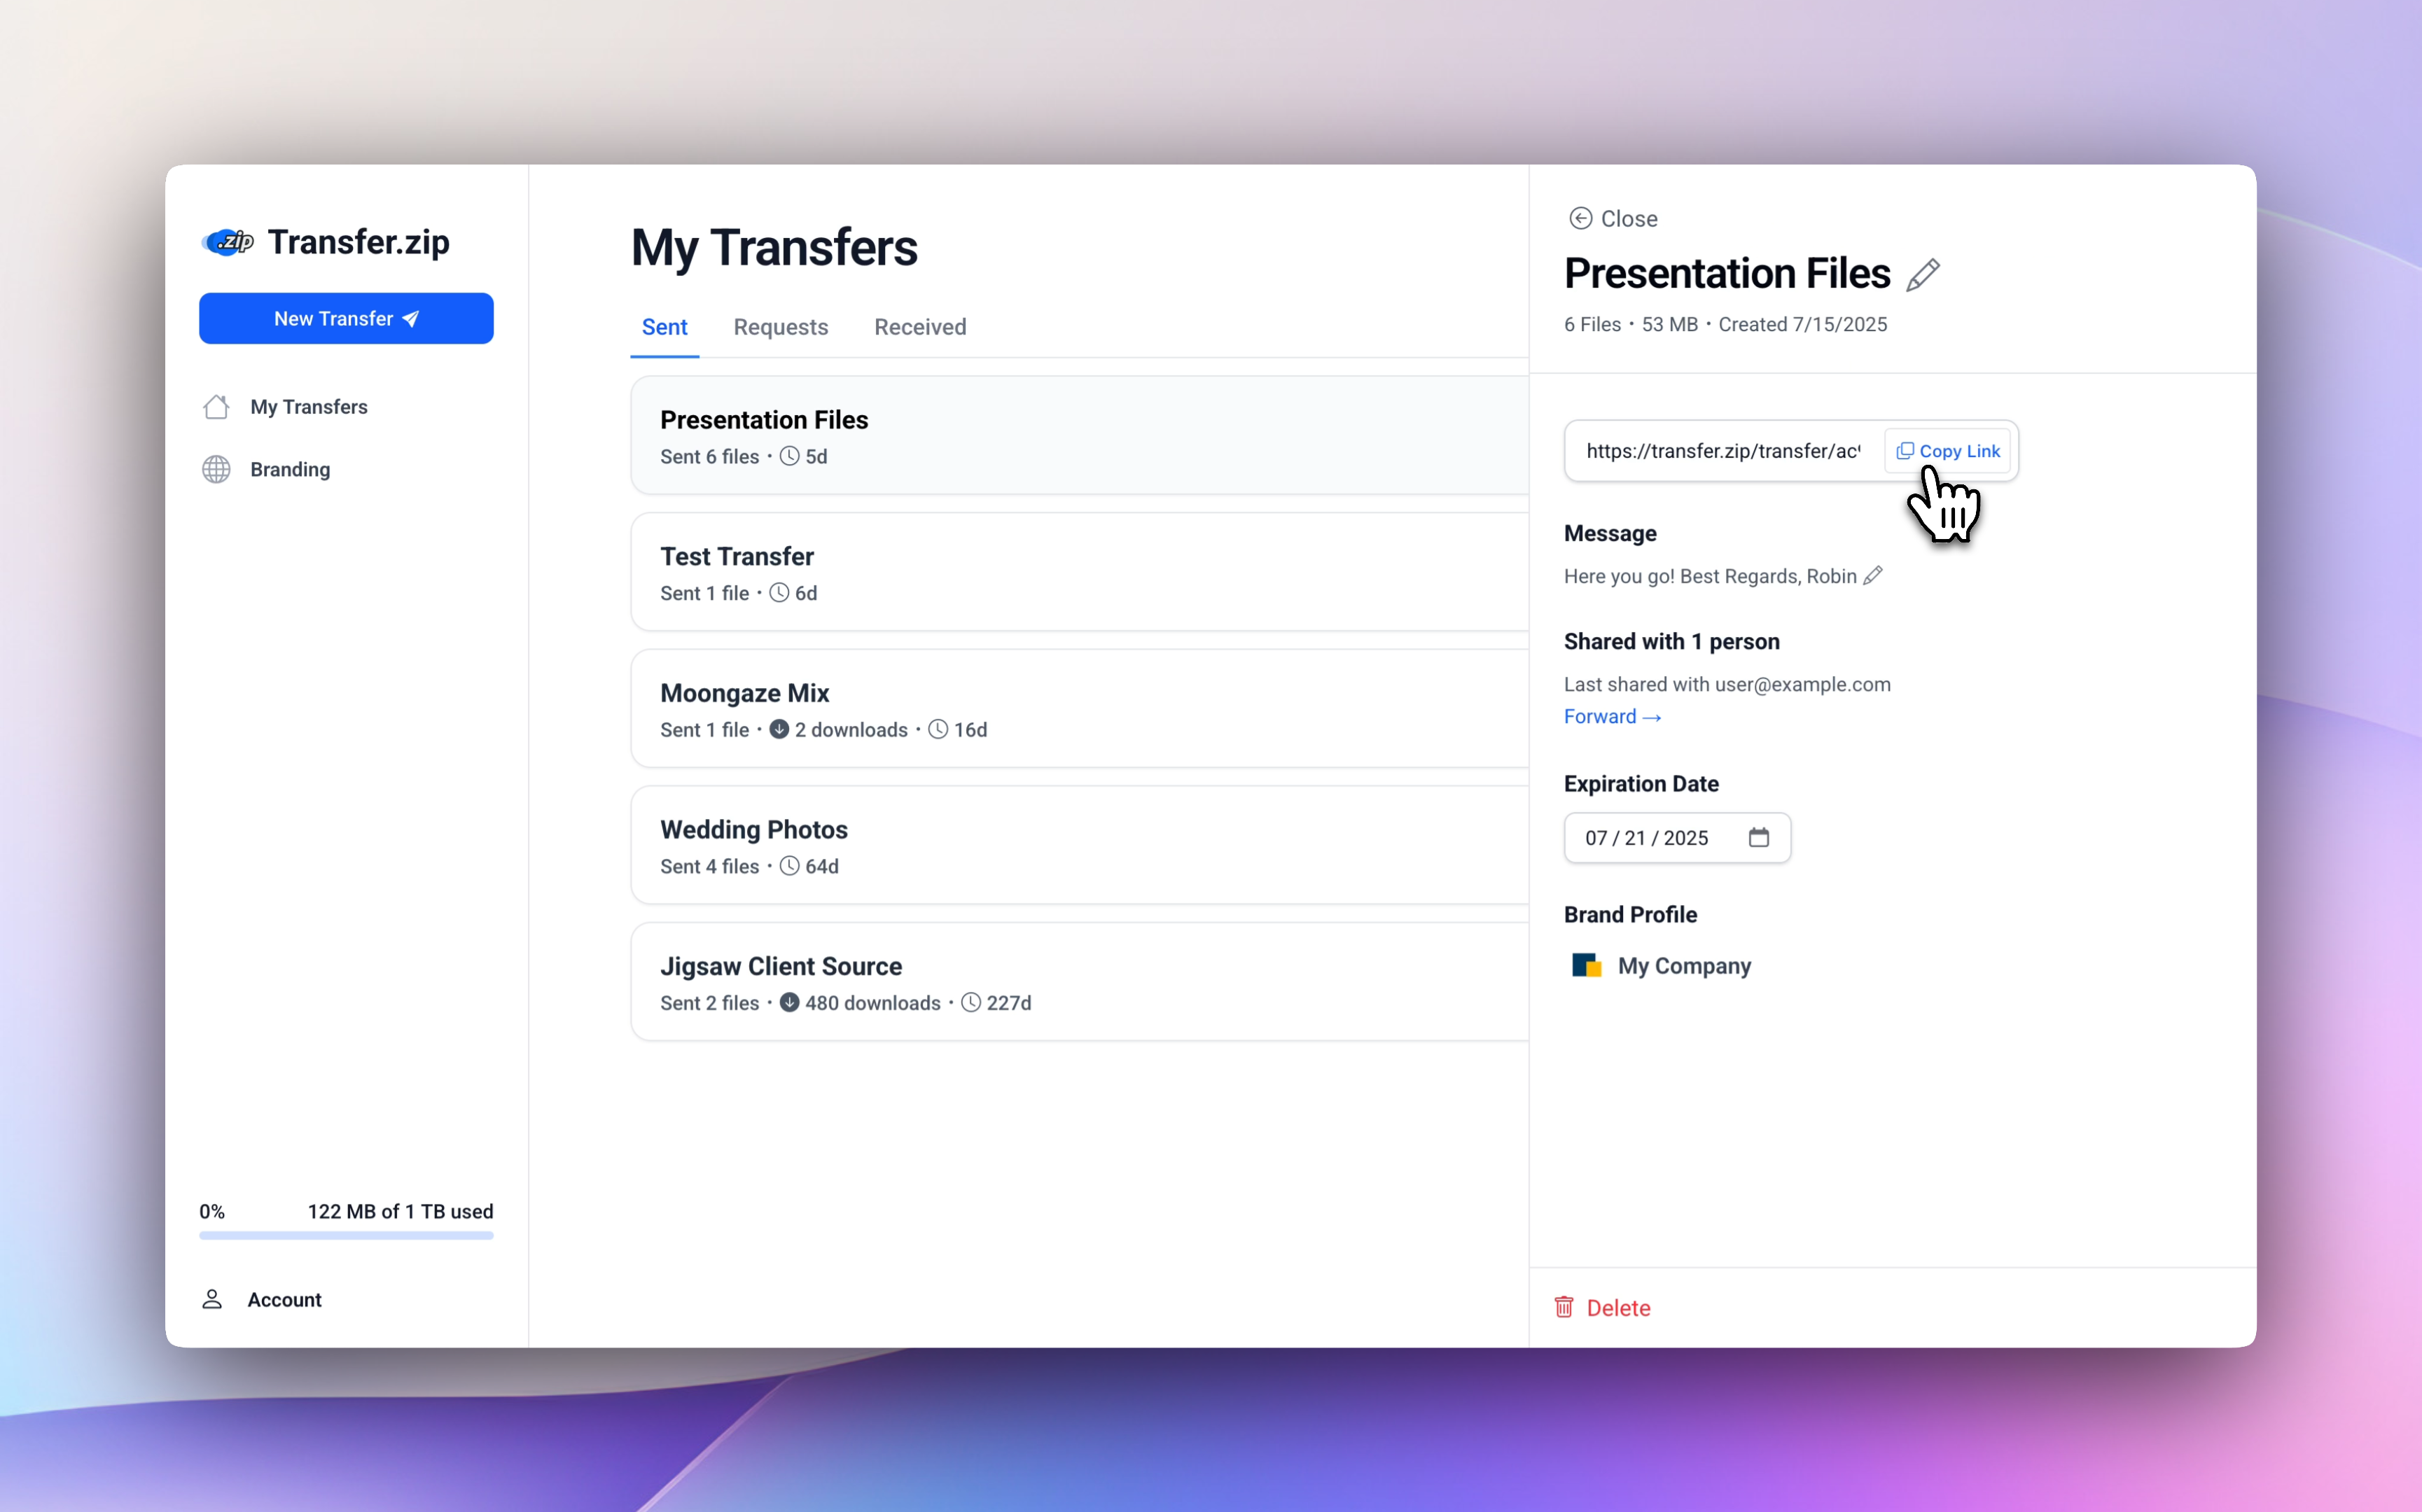 .zip Transfer.zip
New Transfer
My Transfers
Branding
0% 122 MB of 1 TB used
Account
My Transfers
Sent Requests Received
Presentation Files
Sent 6 files · 5d
Test Transfer
Sent 1 file · 6d
Moongaze Mix
Sent 1 file · 2 downloads · 16d
Wedding Photos
Sent 4 files · 64d
Jigsaw Client Source
Sent 2 files · 480 downloads · 227d
Close
Presentation Files
6 Files · 53 MB · Created 7/15/2025
https://transfer.zip/transfer/ac Copy Link
Message
Here you go! Best Regards, Robin
Shared with 1 person
Last shared with user@example.com
Forward →
Expiration Date
07 / 21 / 2025
Brand Profile
My Company
Delete